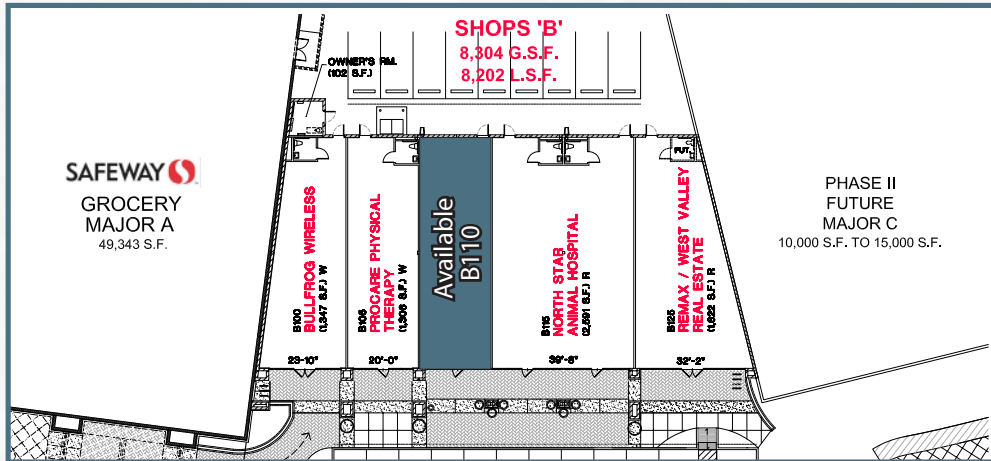 SHOPS 'B'
8,304 G.S.F.
8,202 L.S.F.
OWNER'S RM.
(102 S.F.)
SAFEWAY
GROCERY
MAJOR A
49,343 S.F.
B100
BULLFROG WIRELESS
(1,347 S.F.) W
23'-10"
B105
PROCARE PHYSICAL
THERAPY
(1,306 S.F.) W
20'-0"
Available
B110
B115
NORTH STAR
ANIMAL HOSPITAL
(2,591 S.F.) R
39'-8"
FUT.
B125
REMAX / WEST VALLEY
REAL ESTATE
(1,622 S.F.) R
32'-2"
PHASE II
FUTURE
MAJOR C
10,000 S.F. TO 15,000 S.F.